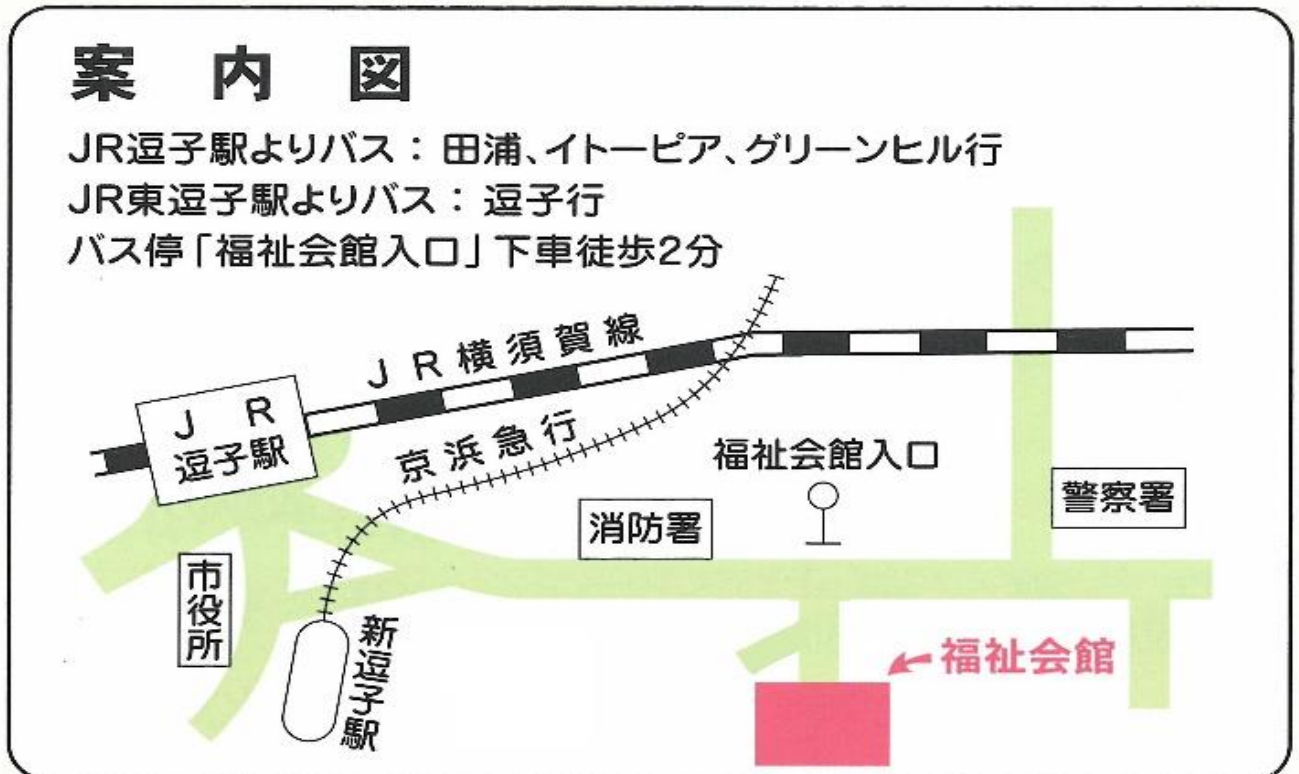 案内図
JR逗子駅よりバス：田浦、イトーピア、グリーンヒル行
JR東逗子駅よりバス：逗子行
バス停「福祉会館入口」下車徒歩2分
JR横須賀線
JR
逗子駅
京浜急行
福祉会館入口
警察署
消防署
市役所
新逗子駅
福祉会館